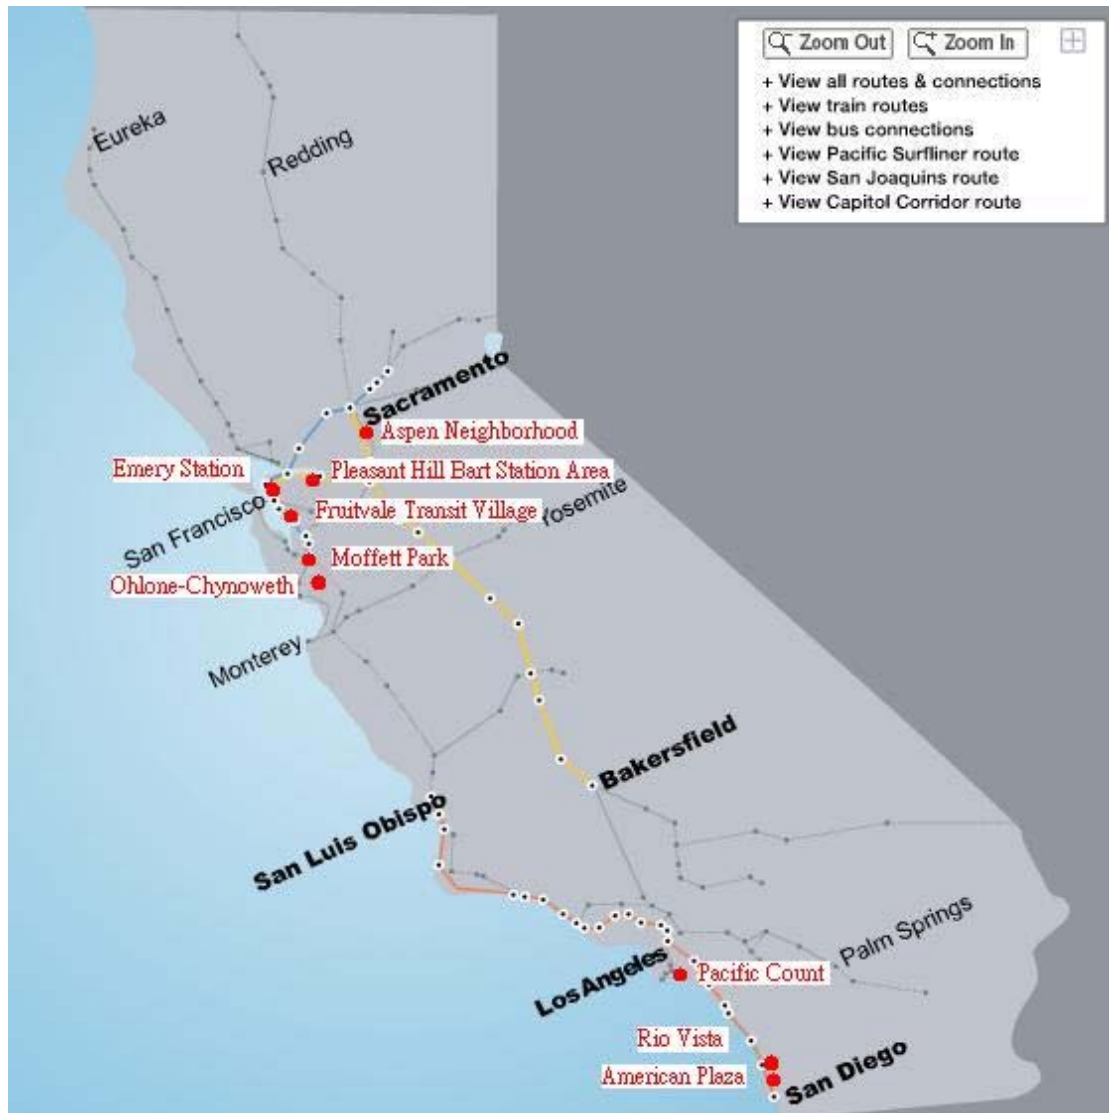 Zoom Out Zoom In
+ View all routes & connections
+ View train routes
+ View bus connections
+ View Pacific Surfliner route
+ View San Joaquins route
+ View Capitol Corridor route
Eureka
Redding
Sacramento
Aspen Neighborhood
Emery Station
Pleasant Hill Bart Station Area
San Francisco
Fruitvale Transit Village
Yosemite
Moffett Park
Ohlone-Chynoweth
Monterey
Bakersfield
San Luis Obispo
Palm Springs
Los Angeles
Pacific Count
Rio Vista
American Plaza
San Diego